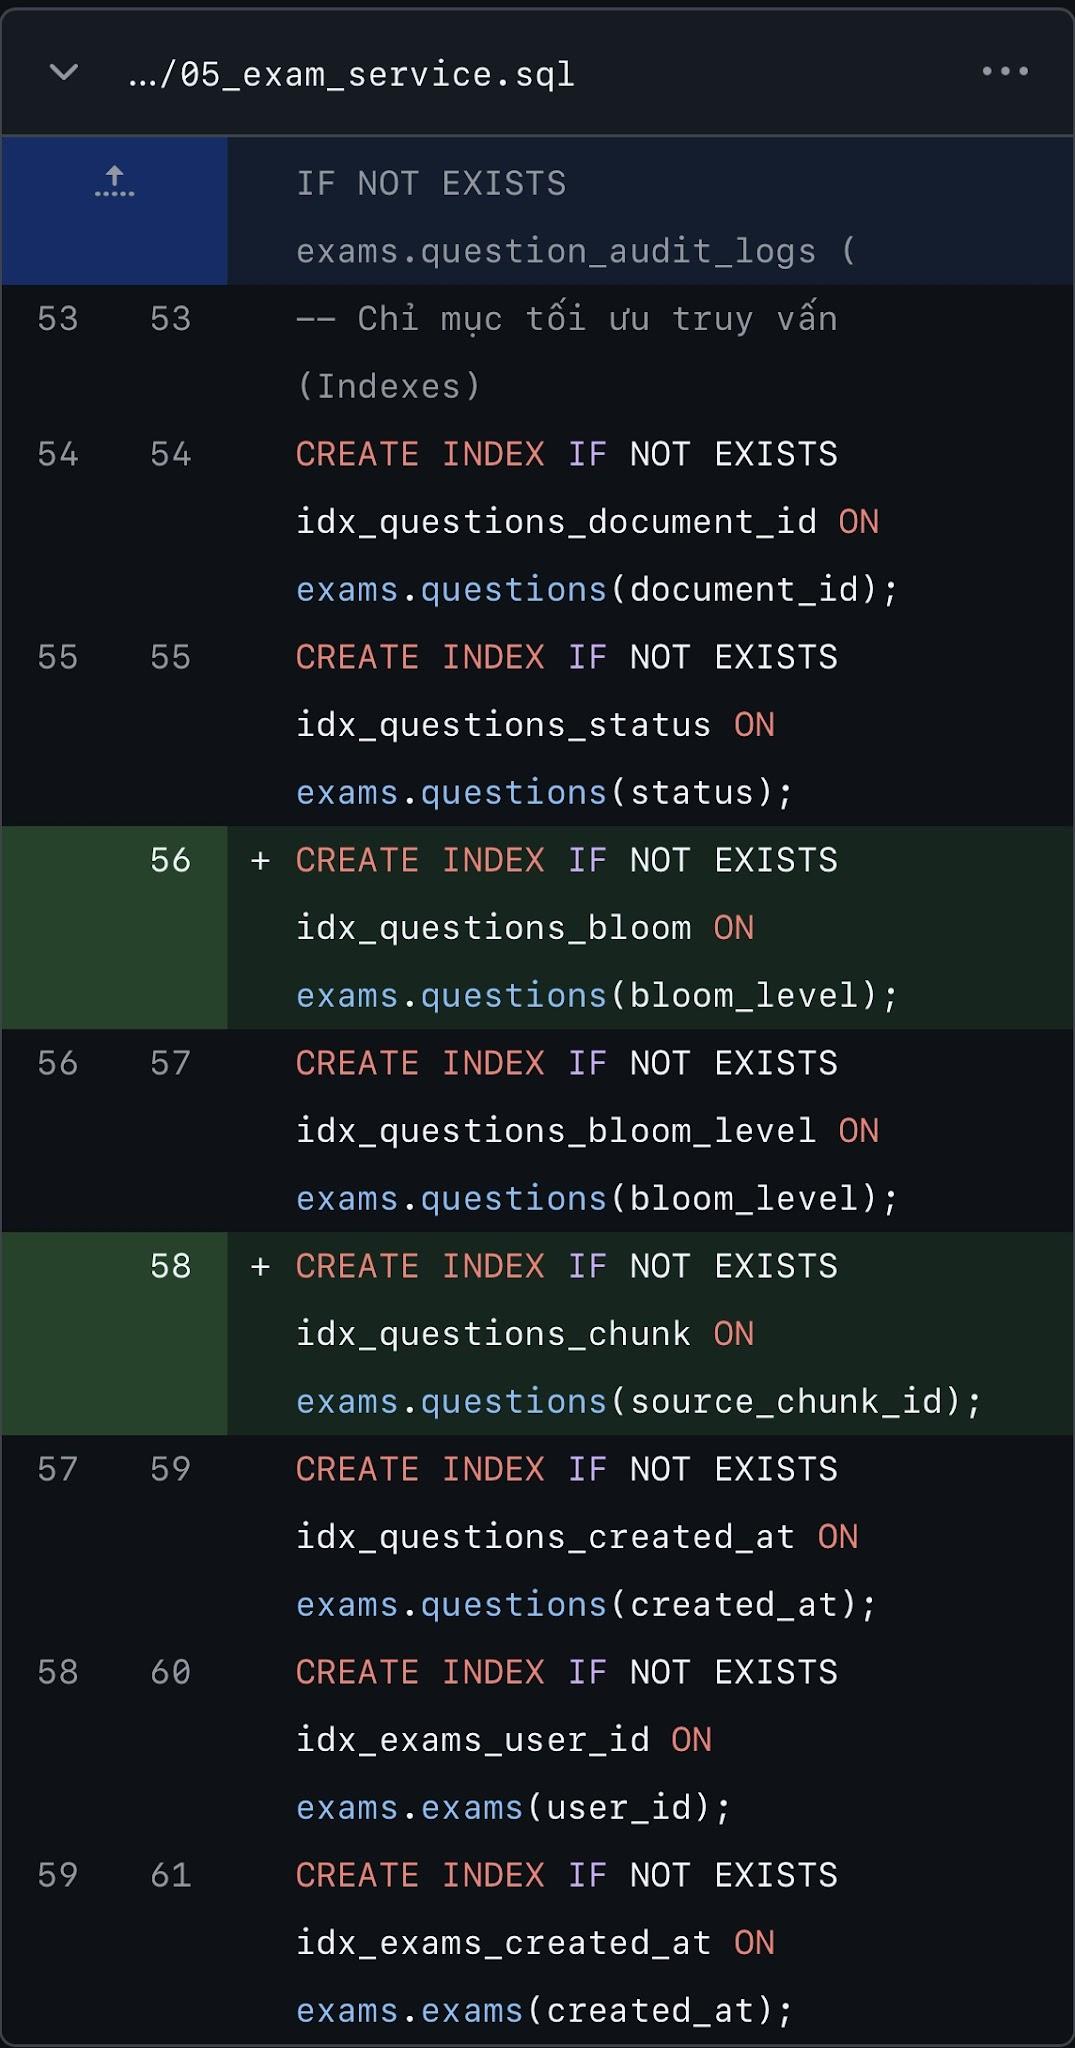 .../05_exam_service.sql
IF NOT EXISTS
exams.question_audit_logs (
53 53 -- Chỉ mục tối ưu truy vấn
(Indexes)
54 54 CREATE INDEX IF NOT EXISTS
idx_questions_document_id ON
exams.questions(document_id);
55 55 CREATE INDEX IF NOT EXISTS
idx_questions_status ON
exams.questions(status);
56 + CREATE INDEX IF NOT EXISTS
idx_questions_bloom ON
exams.questions(bloom_level);
56 57 CREATE INDEX IF NOT EXISTS
idx_questions_bloom_level ON
exams.questions(bloom_level);
58 + CREATE INDEX IF NOT EXISTS
idx_questions_chunk ON
exams.questions(source_chunk_id);
57 59 CREATE INDEX IF NOT EXISTS
idx_questions_created_at ON
exams.questions(created_at);
58 60 CREATE INDEX IF NOT EXISTS
idx_exams_user_id ON
exams.exams(user_id);
59 61 CREATE INDEX IF NOT EXISTS
idx_exams_created_at ON
exams.exams(created_at);